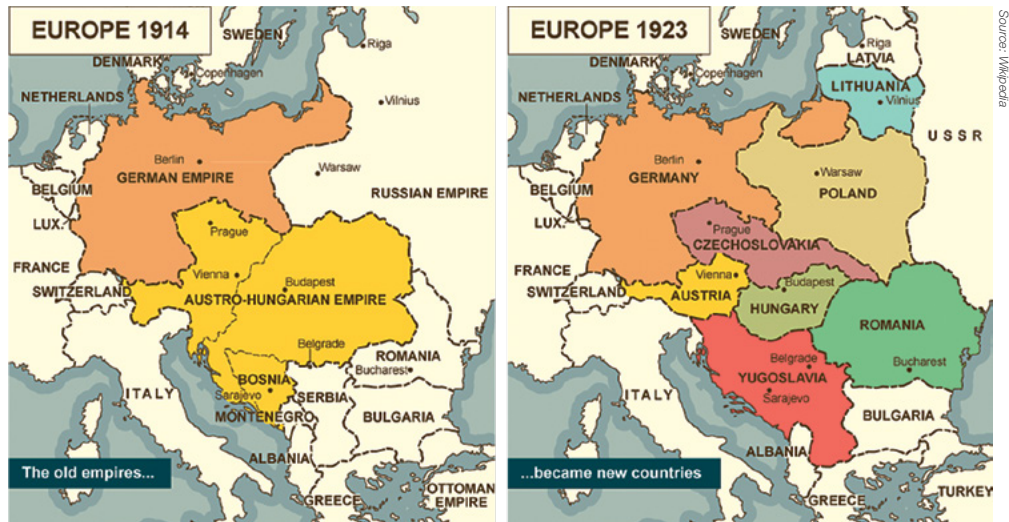 EUROPE 1914
SWEDEN
Riga
DENMARK
Copenhagen
NETHERLANDS
Vilnius
Berlin
GERMAN EMPIRE
Warsaw
BELGIUM
RUSSIAN EMPIRE
LUX.
Prague
FRANCE
Vienna
SWITZERLAND
Budapest
AUSTRO-HUNGARIAN EMPIRE
Belgrade
ROMANIA
Bucharest
BOSNIA
Sarajevo
SERBIA
ITALY
MONTENEGRO
BULGARIA
ALBANIA
The old empires...
GREECE
OTTOMAN
EMPIRE
EUROPE 1923
SWEDEN
Riga
LATVIA
DENMARK
Copenhagen
LITHUANIA
NETHERLANDS
Vilnius
USSR
Berlin
GERMANY
Warsaw
BELGIUM
POLAND
LUX.
Prague
CZECHOSLOVAKIA
FRANCE
Vienna
SWITZERLAND
Budapest
AUSTRIA
HUNGARY
ROMANIA
Belgrade
Bucharest
YUGOSLAVIA
Sarajevo
ITALY
BULGARIA
ALBANIA
...became new countries
GREECE
TURKEY
Source: Wikipedia